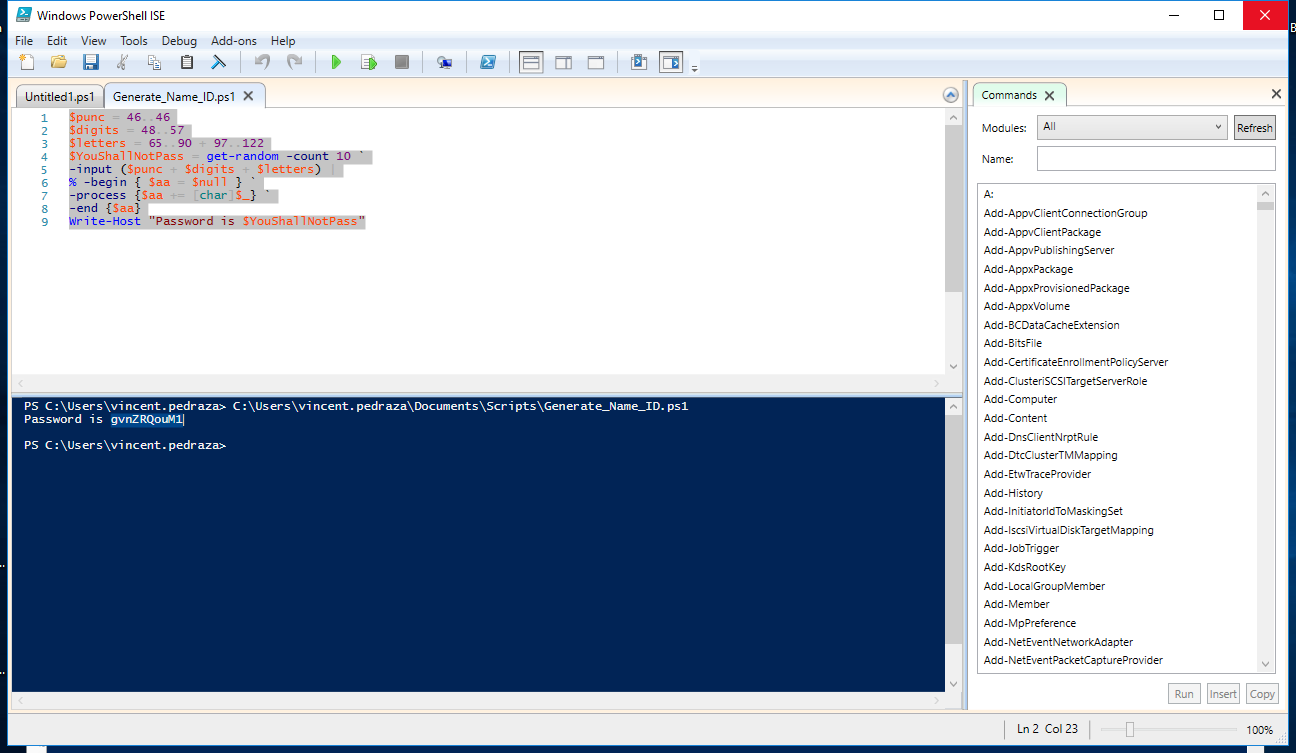 Windows PowerShell ISE
File Edit View Tools Debug Add-ons Help
Untitled1.ps1 Generate_Name_ID.ps1
1 $punc = 46..46
2 $digits = 48..57
3 $letters = 65..90 + 97..122
4 $YouShallNotPass = get-random -count 10 `
5 -input ($punc + $digits + $letters) |
6 % -begin { $aa = $null } `
7 -process {$aa += [char]$_} `
8 -end {$aa}
9 Write-Host "Password is $YouShallNotPass"
PS C:\Users\vincent.pedraza> C:\Users\vincent.pedraza\Documents\Scripts\Generate_Name_ID.ps1
Password is gvnZRQouM1
PS C:\Users\vincent.pedraza>
Commands
Modules: All Refresh
Name:
A:
Add-AppvClientConnectionGroup
Add-AppvClientPackage
Add-AppvPublishingServer
Add-AppxPackage
Add-AppxProvisionedPackage
Add-AppxVolume
Add-BCDataCacheExtension
Add-BitsFile
Add-CertificateEnrollmentPolicyServer
Add-ClusteriSCSITargetServerRole
Add-Computer
Add-Content
Add-DnsClientNrptRule
Add-DtcClusterTMMapping
Add-EtwTraceProvider
Add-History
Add-InitiatorIdToMaskingSet
Add-IscsiVirtualDiskTargetMapping
Add-JobTrigger
Add-KdsRootKey
Add-LocalGroupMember
Add-Member
Add-MpPreference
Add-NetEventNetworkAdapter
Add-NetEventPacketCaptureProvider
Run Insert Copy
Ln 2 Col 23 100%
B